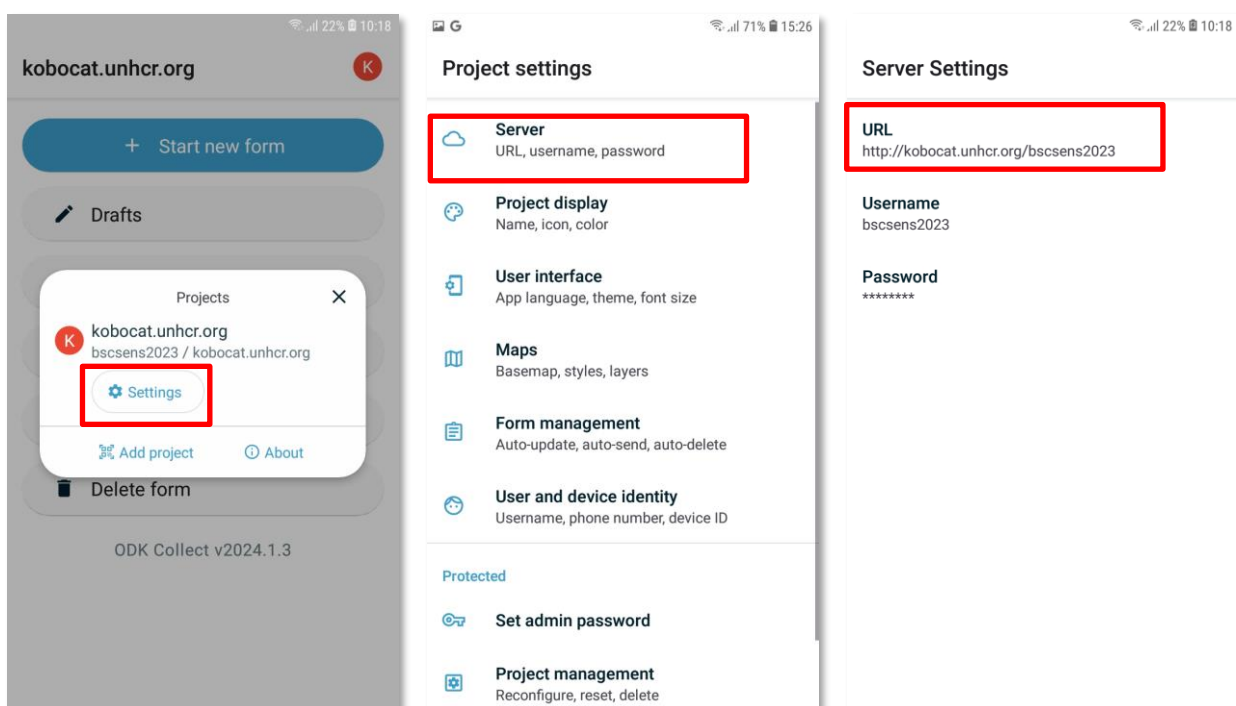 22% 10:18
kobocat.unhcr.org
K
+ Start new form
Drafts
Projects
K
kobocat.unhcr.org
bscsens2023 / kobocat.unhcr.org
Settings
Add project
About
Delete form
ODK Collect v2024.1.3
G 71% 15:26
Project settings
Server
URL, username, password
Project display
Name, icon, color
User interface
App language, theme, font size
Maps
Basemap, styles, layers
Form management
Auto-update, auto-send, auto-delete
User and device identity
Username, phone number, device ID
Protected
Set admin password
Project management
Reconfigure, reset, delete
22% 10:18
Server Settings
URL
http://kobocat.unhcr.org/bscsens2023
Username
bscsens2023
Password
********